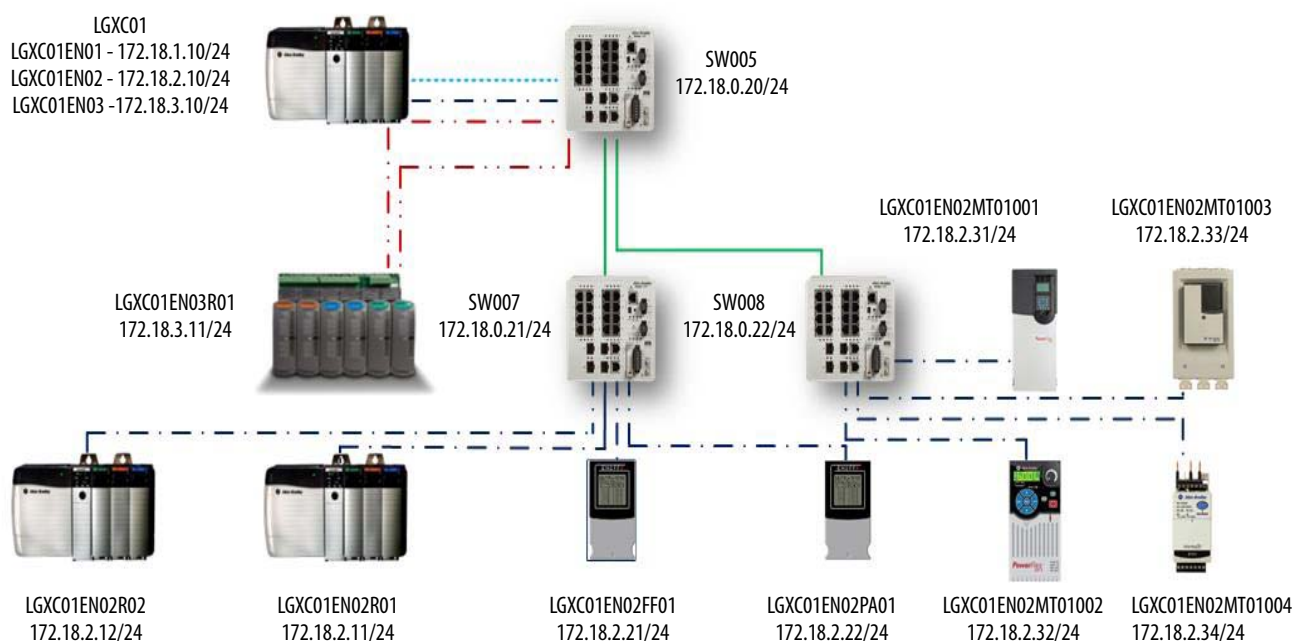 LGXC01
LGXC01EN01 - 172.18.1.10/24
LGXC01EN02 - 172.18.2.10/24
LGXC01EN03 -172.18.3.10/24
SW005
172.18.0.20/24
LGXC01EN02MT01001
172.18.2.31/24
LGXC01EN02MT01003
172.18.2.33/24
LGXC01EN03R01
172.18.3.11/24
SW007
172.18.0.21/24
SW008
172.18.0.22/24
PowerFlex
LGXC01EN02R02
172.18.2.12/24
LGXC01EN02R01
172.18.2.11/24
LGXC01EN02FF01
172.18.2.21/24
LGXC01EN02PA01
172.18.2.22/24
LGXC01EN02MT01002
172.18.2.32/24
LGXC01EN02MT01004
172.18.2.34/24